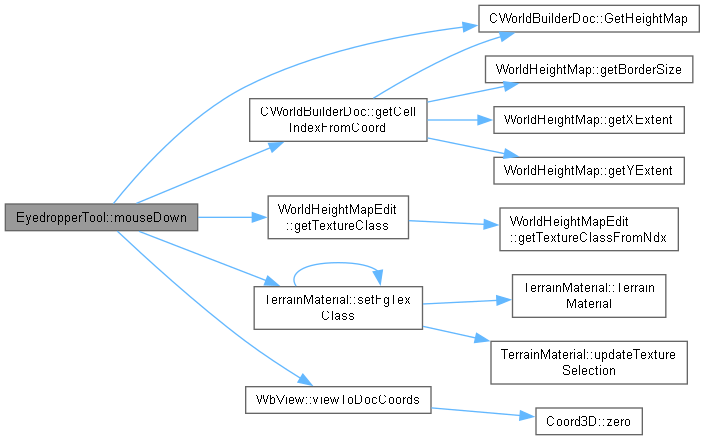 CWorldBuilderDoc::GetHeightMap
WorldHeightMap::getBorderSize
CWorldBuilderDoc::getCell
IndexFromCoord
WorldHeightMap::getXExtent
WorldHeightMap::getYExtent
EyedropperTool::mouseDown
WorldHeightMapEdit
::getTextureClass
WorldHeightMapEdit
::getTextureClassFromNdx
TerrainMaterial::setFgTex
Class
TerrainMaterial::Terrain
Material
TerrainMaterial::updateTexture
Selection
WbView::viewToDocCoords
Coord3D::zero